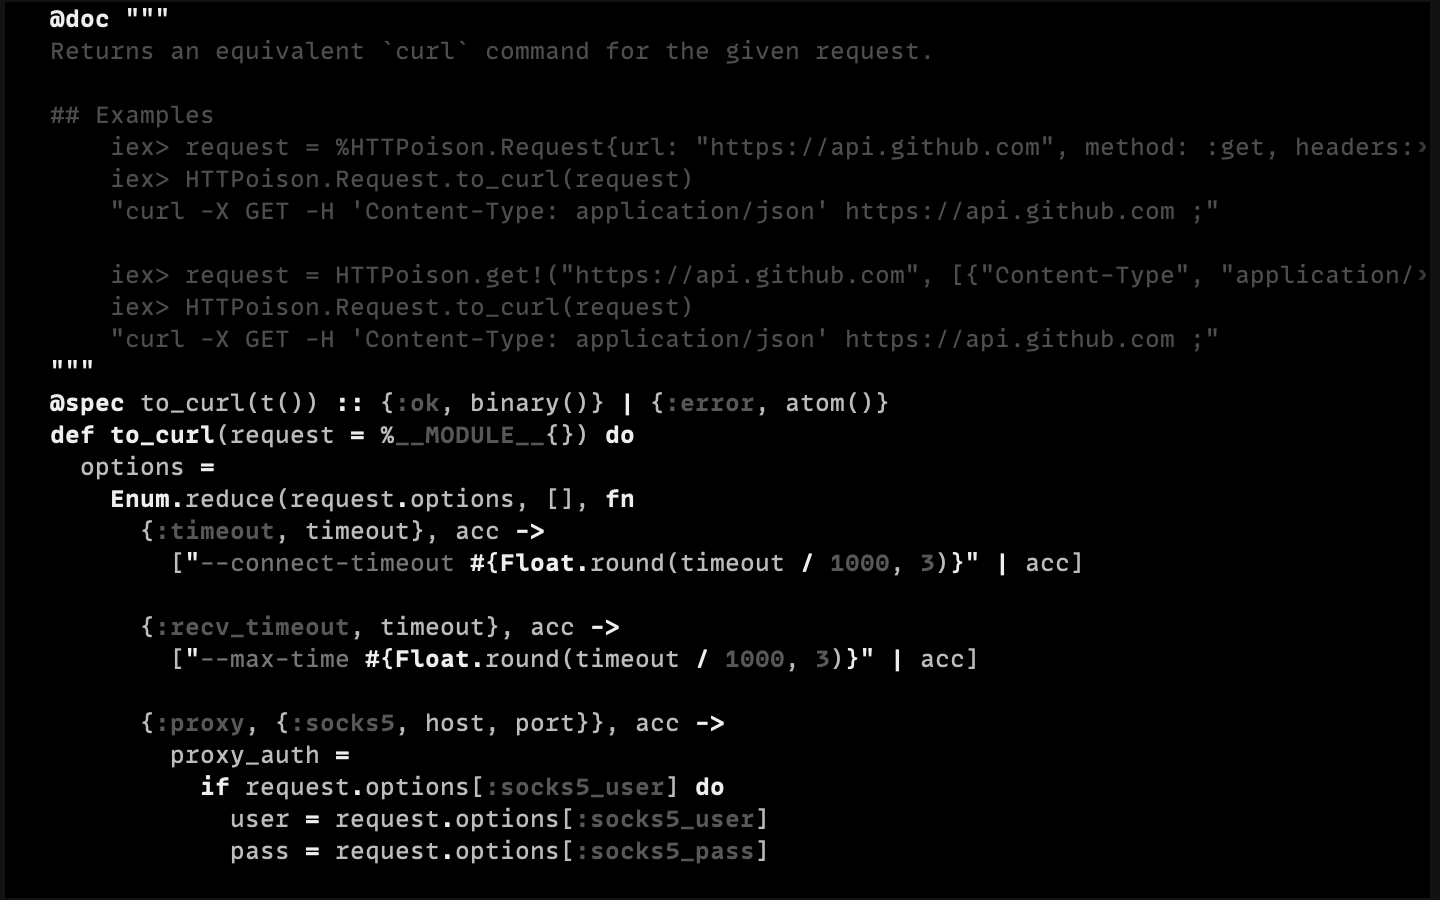 @doc """
Returns an equivalent `curl` command for the given request.

## Examples
    iex> request = %HTTPoison.Request{url: "https://api.github.com", method: :get, headers:›
    iex> HTTPoison.Request.to_curl(request)
    "curl -X GET -H 'Content-Type: application/json' https://api.github.com ;"

    iex> request = HTTPoison.get!("https://api.github.com", [{"Content-Type", "application/›
    iex> HTTPoison.Request.to_curl(request)
    "curl -X GET -H 'Content-Type: application/json' https://api.github.com ;"
"""
@spec to_curl(t()) :: {:ok, binary()} | {:error, atom()}
def to_curl(request = %__MODULE__{}) do
  options =
    Enum.reduce(request.options, [], fn
      {:timeout, timeout}, acc ->
        ["--connect-timeout #{Float.round(timeout / 1000, 3)}" | acc]

      {:recv_timeout, timeout}, acc ->
        ["--max-time #{Float.round(timeout / 1000, 3)}" | acc]

      {:proxy, {:socks5, host, port}}, acc ->
        proxy_auth =
          if request.options[:socks5_user] do
            user = request.options[:socks5_user]
            pass = request.options[:socks5_pass]